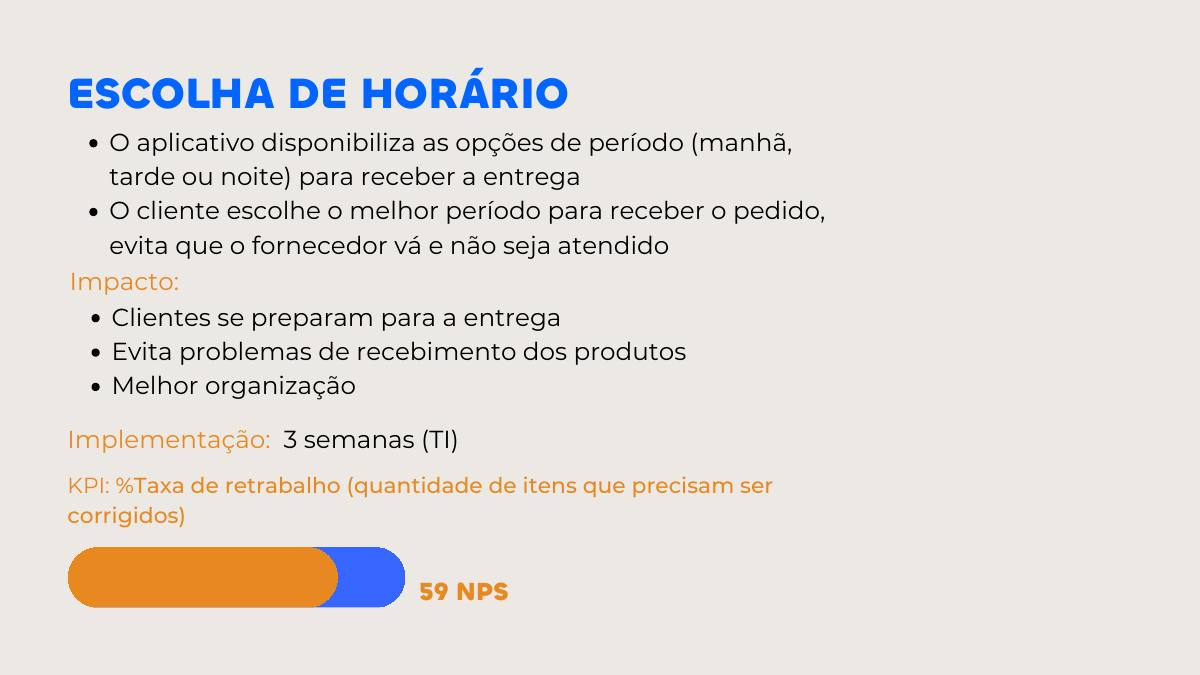 ESCOLHA DE HORÁRIO
• O aplicativo disponibiliza as opções de período (manhã,
tarde ou noite) para receber a entrega
• O cliente escolhe o melhor período para receber o pedido,
evita que o fornecedor vá e não seja atendido
Impacto:
• Clientes se preparam para a entrega
• Evita problemas de recebimento dos produtos
• Melhor organização
Implementação: 3 semanas (TI)
KPI: %Taxa de retrabalho (quantidade de itens que precisam ser
corrigidos)
59 NPS